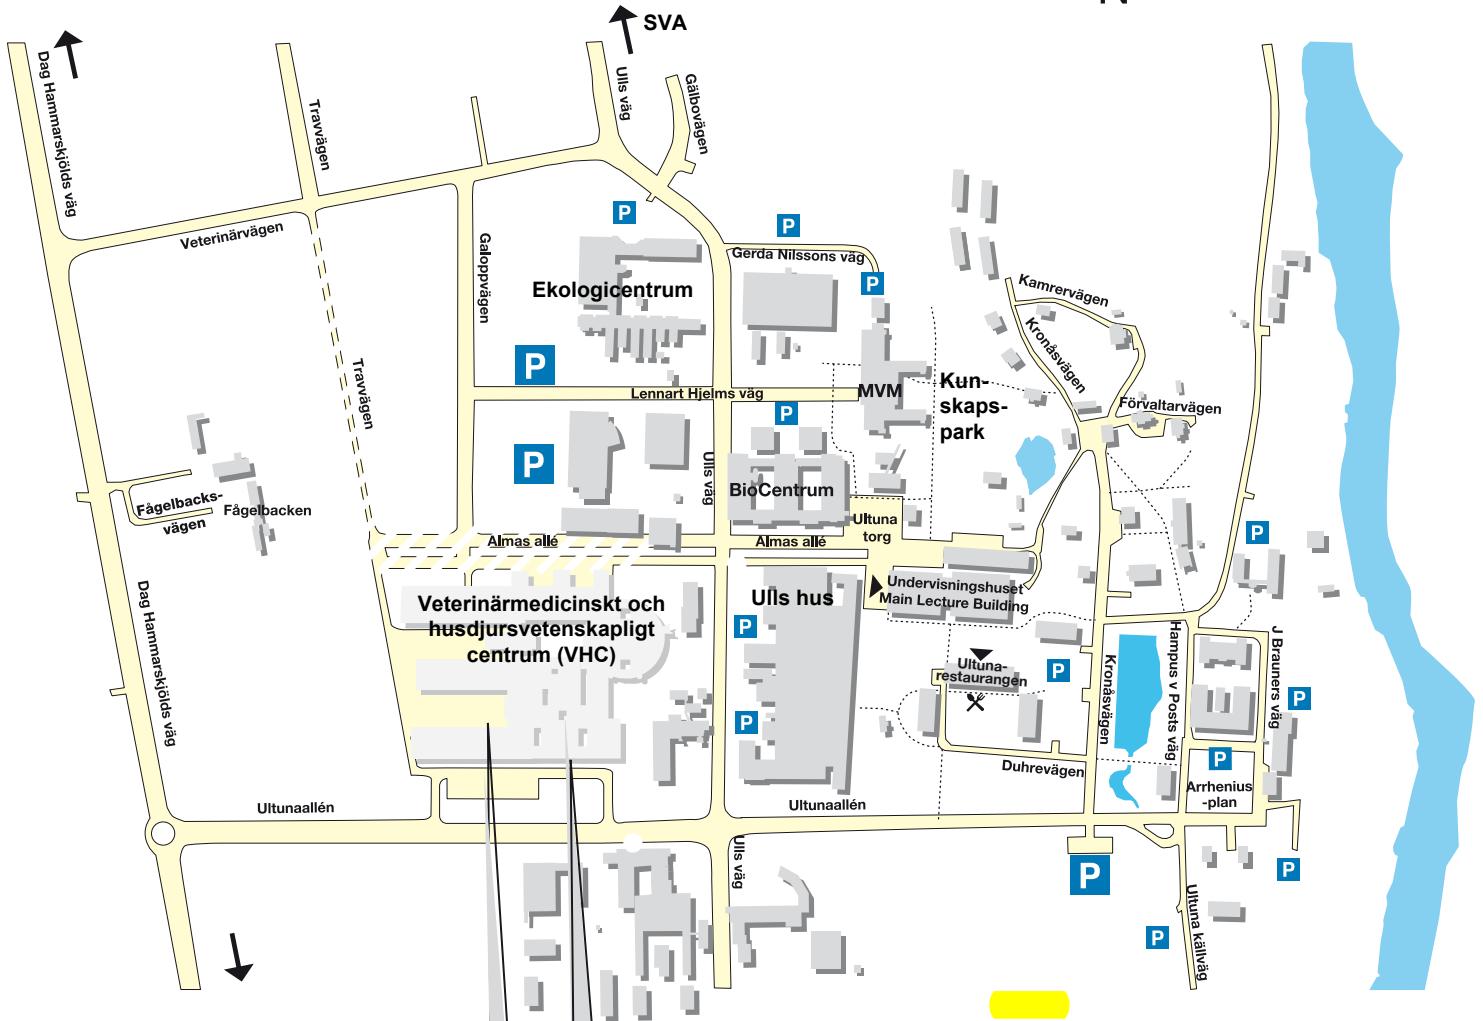 N
SVA
Dag Hammarskjölds väg
Travvägen
Ulls väg
Gälbovägen
Veterinärvägen
Galoppvägen
P
P
Gerda Nilssons väg
P
Ekologicentrum
Kamrervägen
Kronåsvägen
Travvägen
P
Lennart Hjelms väg
MVM
Kun-
skaps-
park
Förvaltarvägen
P
P
Ulls väg
BioCentrum
Fågelbacks-
vägen
Fågelbacken
Ultuna
torg
Almas allé
Almas allé
P
Undervisningshuset
Main Lecture Building
Veterinärmedicinskt och
husdjursvetenskapligt
centrum (VHC)
Ulls hus
P
Dag Hammarskjölds väg
Ultuna-
restaurangen
P
Kronåsvägen
Hampus v Posts väg
J Brauners väg
P
P
Duhrevägen
P
Arrhenius
-plan
Ultunaallén
Ultunaallén
Ulls väg
P
P
Ultuna källväg
P